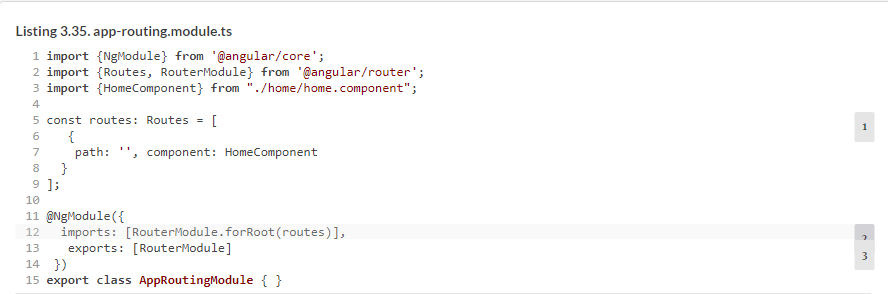 Listing 3.35. app-routing.module.ts
1 import {NgModule} from '@angular/core';
2 import {Routes, RouterModule} from '@angular/router';
3 import {HomeComponent} from "./home/home.component";
4
5 const routes: Routes = [
1
6 {
7 path: '', component: HomeComponent
8 }
9 ];
10
11 @NgModule({
12 imports: [RouterModule.forRoot(routes)],
2
13 exports: [RouterModule]
3
14 })
15 export class AppRoutingModule { }